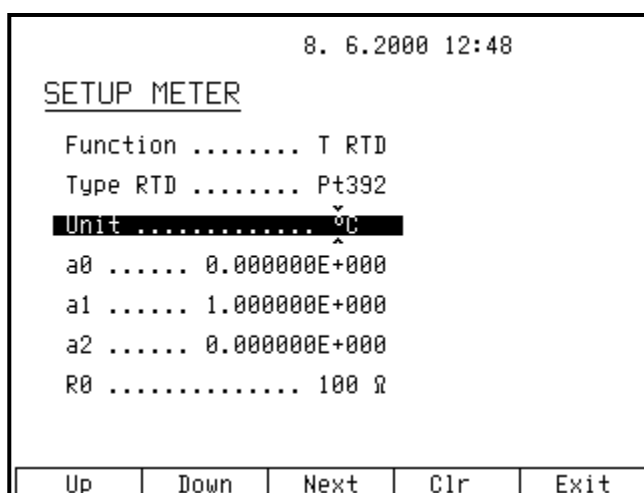 8. 6.2000 12:48
SETUP METER
Function ........ T RTD
Type RTD ........ Pt392
Unit ............. °C
a0 ...... 0.000000E+000
a1 ...... 1.000000E+000
a2 ...... 0.000000E+000
R0 .............. 100 Ω
Up Down Next Clr Exit